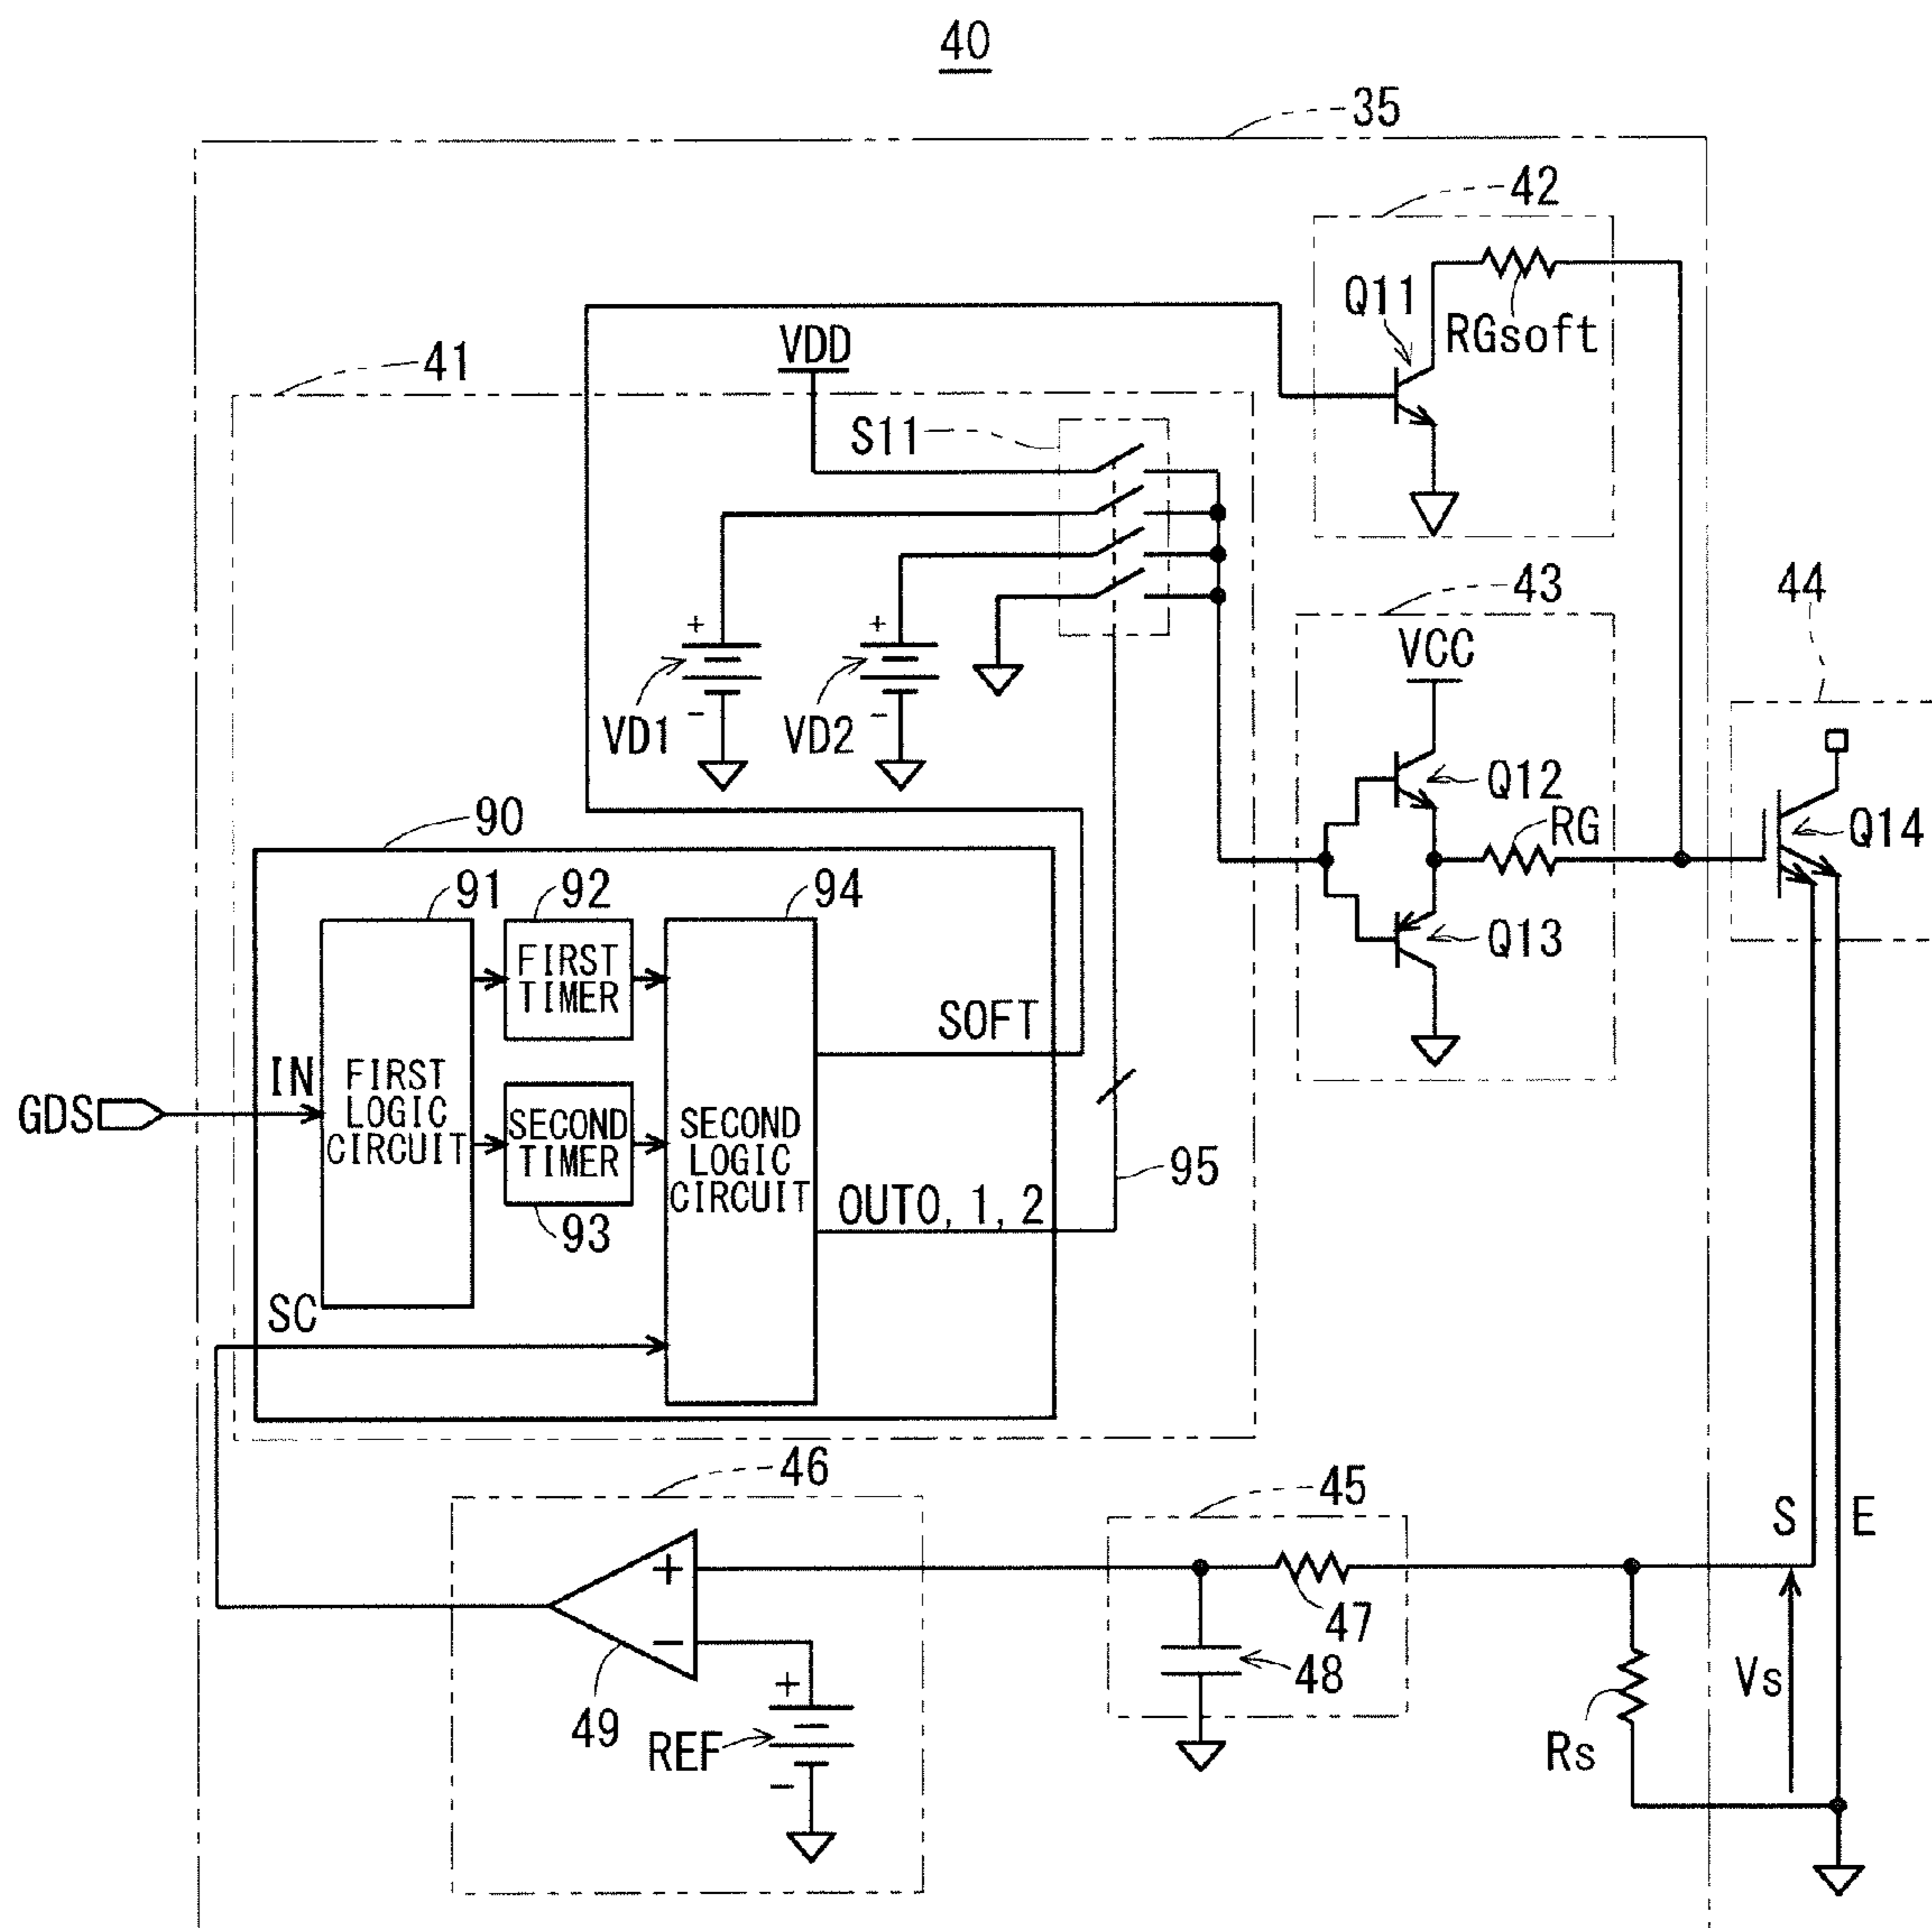 40
35
42
Q11
RGsoft
41
VDD
S11
43
VCC
44
VD1
VD2
Q12
RG
Q14
Q13
90
91
92
94
FIRST
TIMER
SOFT
IN
FIRST
LOGIC
CIRCUIT
GDS
SECOND
TIMER
SECOND
LOGIC
CIRCUIT
95
OUT0, 1, 2
93
SC
46
45
S
E
+
−
47
48
49
REF
Rs
Vs